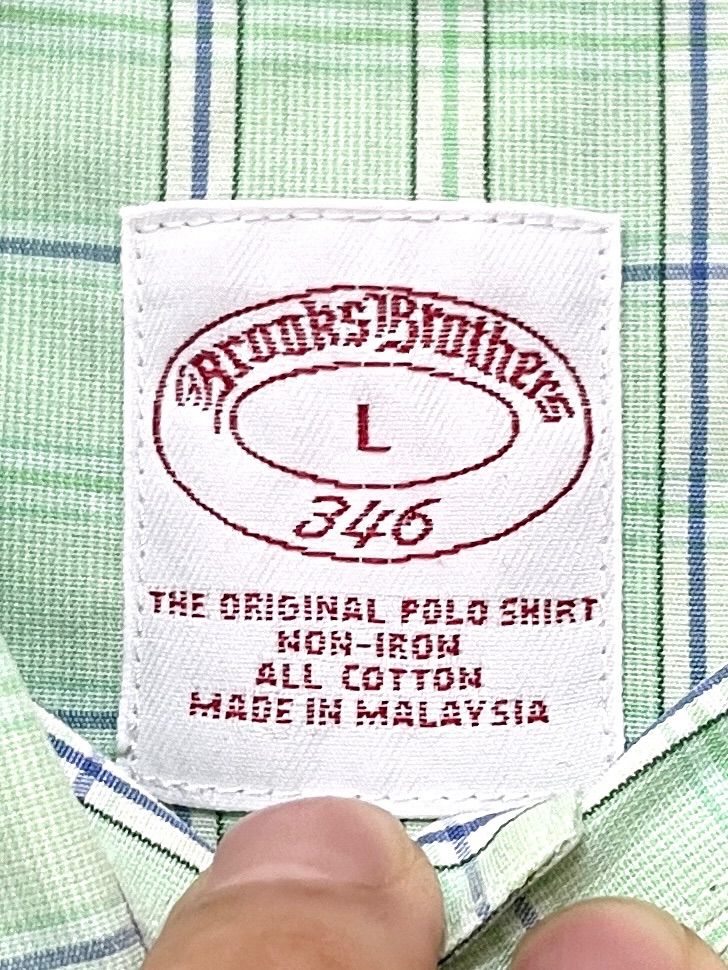 Brooks Brothers
L
346
THE ORIGINAL POLO SHIRT
NON-IRON
ALL COTTON
MADE IN MALAYSIA